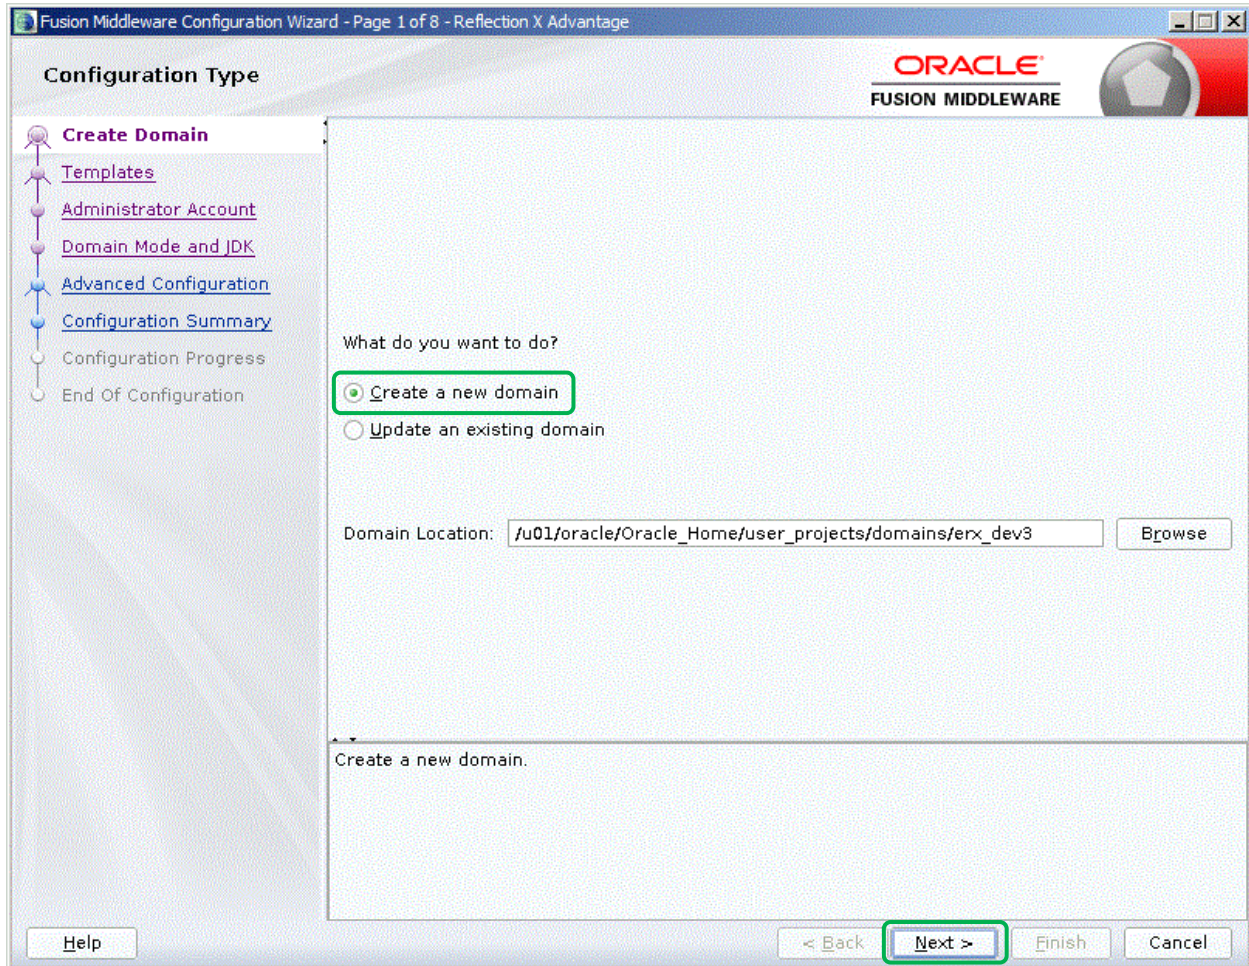 Fusion Middleware Configuration Wizard - Page 1 of 8 - Reflection X Advantage
Configuration Type
ORACLE
FUSION MIDDLEWARE
Create Domain
Templates
Administrator Account
Domain Mode and JDK
Advanced Configuration
Configuration Summary
Configuration Progress
End Of Configuration
What do you want to do?
Create a new domain
Update an existing domain
Domain Location: /u01/oracle/Oracle_Home/user_projects/domains/erx_dev3 Browse
Create a new domain.
Help < Back Next > Finish Cancel